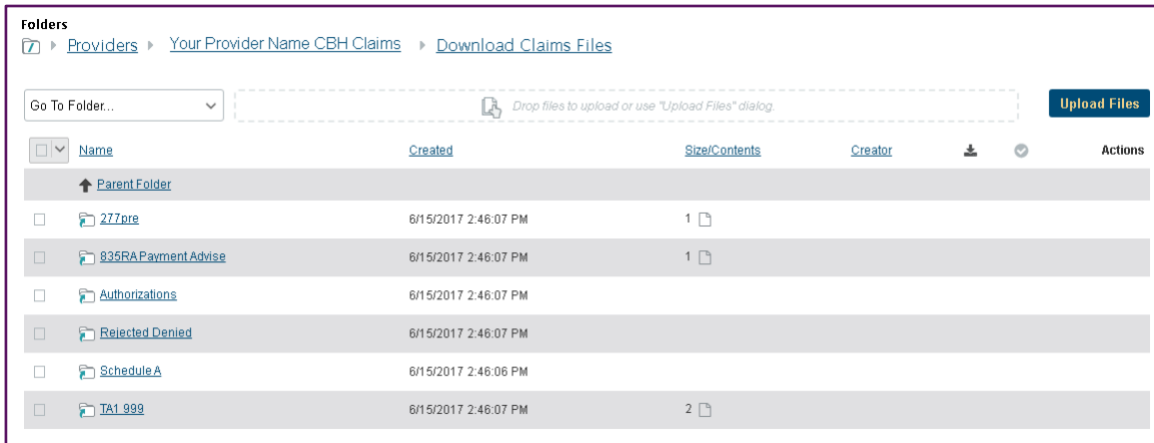 Folders
Providers Your Provider Name CBH Claims Download Claims Files
Go To Folder... Drop files to upload or use "Upload Files" dialog. Upload Files
Name Created Size/Contents Creator Actions
Parent Folder
277pre 6/15/2017 2:46:07 PM 1
835RA Payment Advise 6/15/2017 2:46:07 PM 1
Authorizations 6/15/2017 2:46:07 PM
Rejected Denied 6/15/2017 2:46:07 PM
Schedule A 6/15/2017 2:46:06 PM
TA1 999 6/15/2017 2:46:07 PM 2